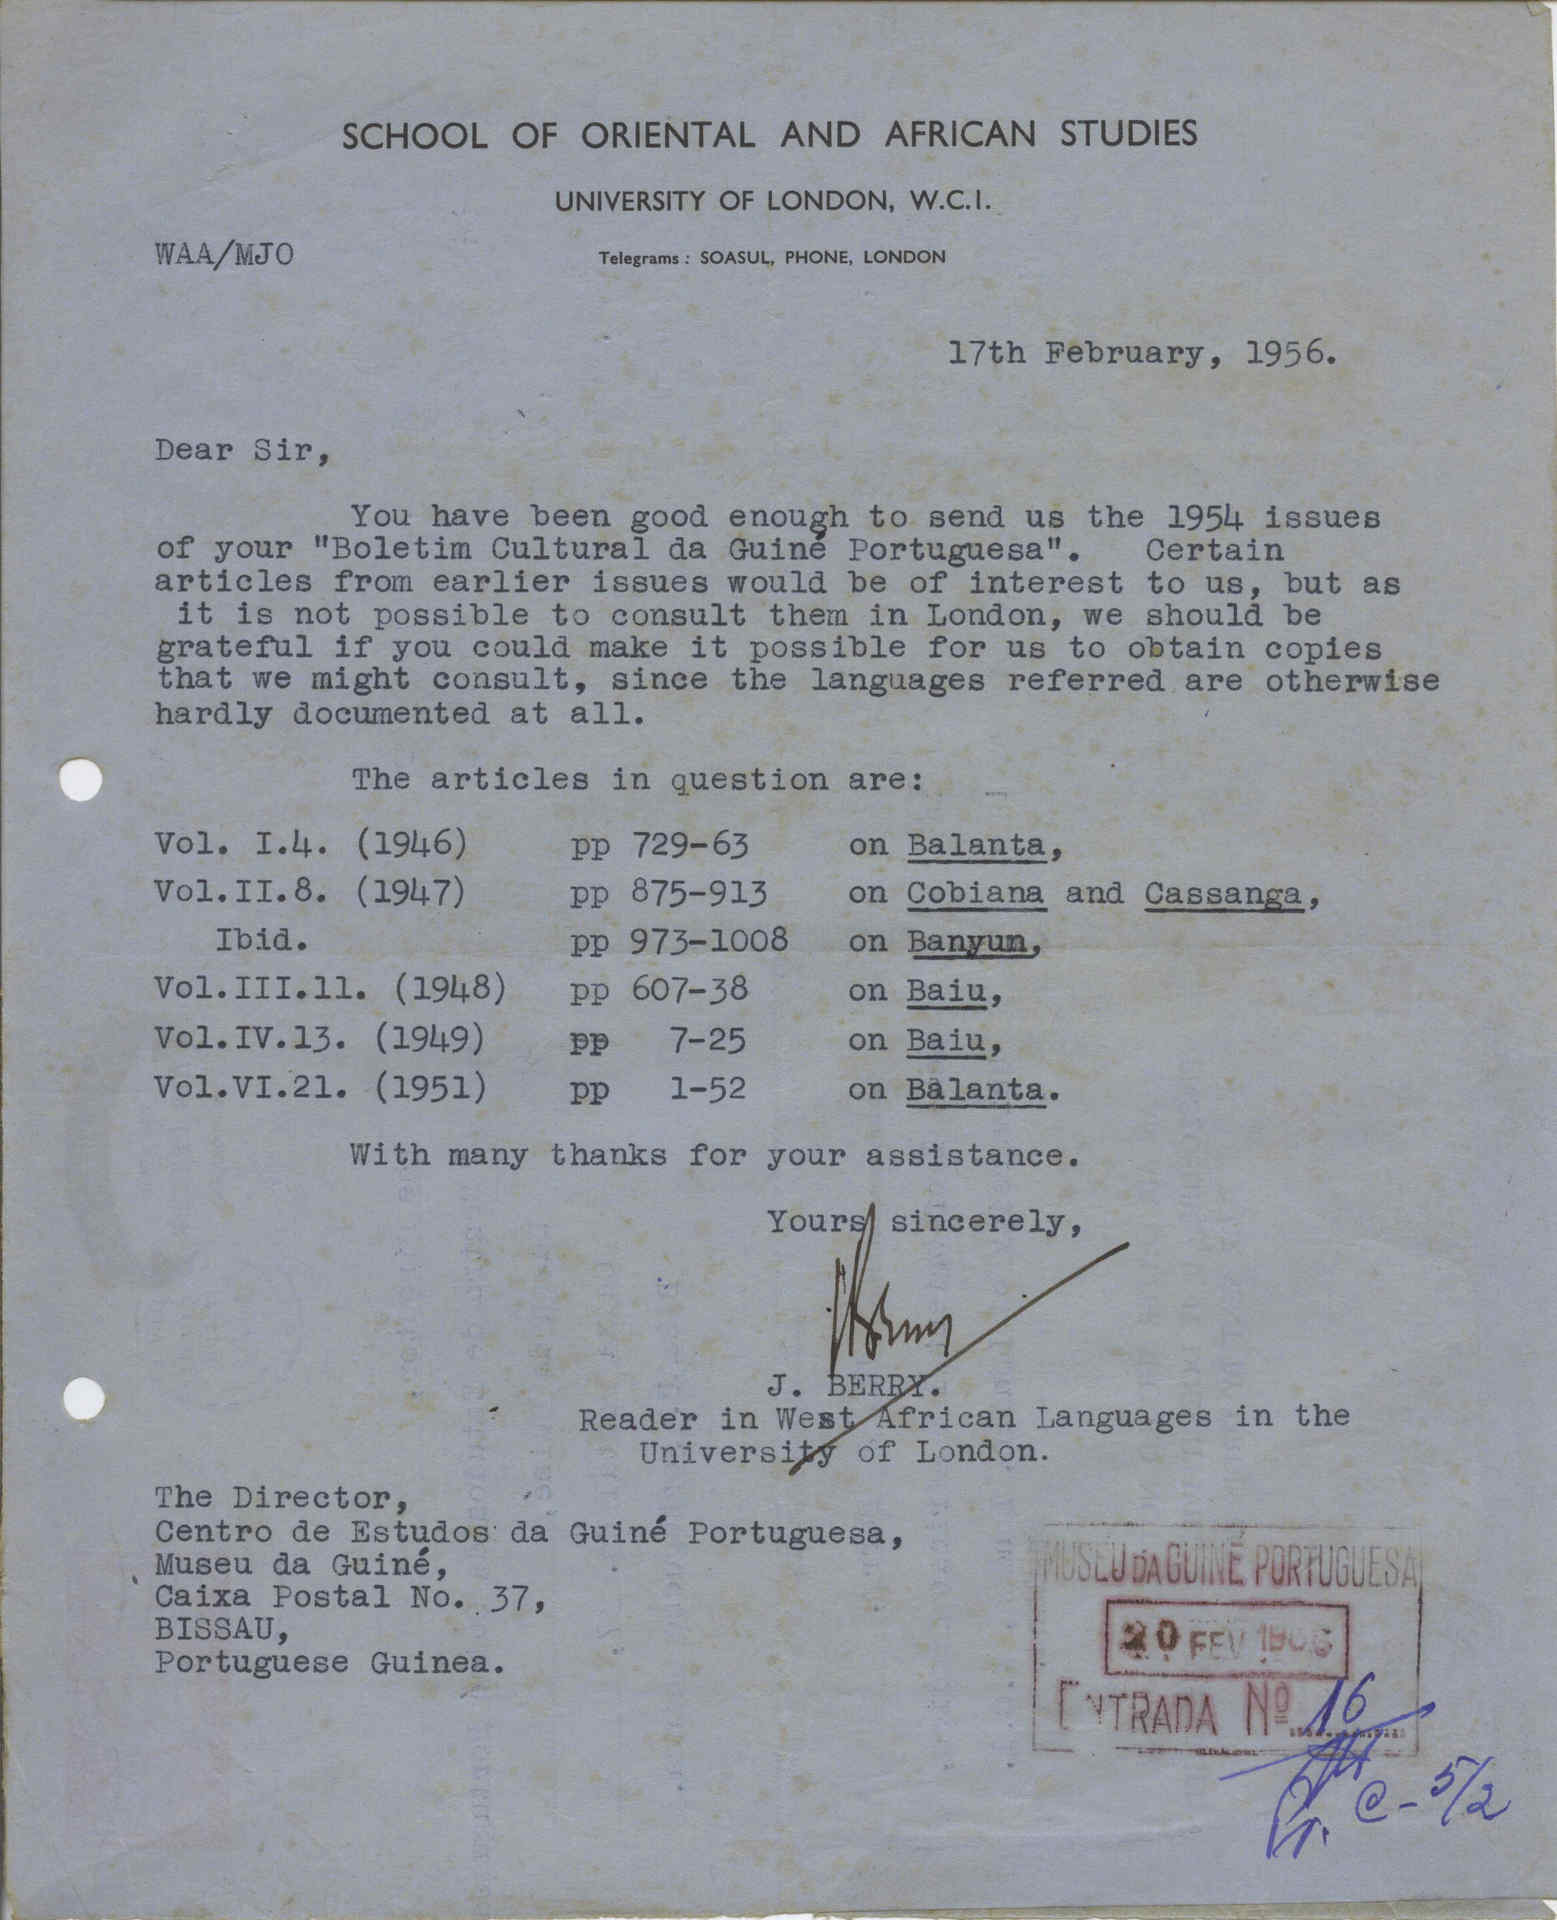 SCHOOL OF ORIENTAL AND AFRICAN STUDIES
UNIVERSITY OF LONDON, W.C.I.
WAA/MJO
Telegrams : SOASUL, PHONE, LONDON
17th February, 1956.
Dear Sir,
You have been good enough to send us the 1954 issues
of your "Boletim Cultural da Guiné Portuguesa". Certain
articles from earlier issues would be of interest to us, but as
it is not possible to consult them in London, we should be
grateful if you could make it possible for us to obtain copies
that we might consult, since the languages referred are otherwise
hardly documented at all.
The articles in question are:
Vol. I.4. (1946) pp 729-63 on Balanta,
Vol.II.8. (1947) pp 875-913 on Cobiana and Cassanga,
Ibid. pp 973-1008 on Banyun,
Vol.III.11. (1948) pp 607-38 on Baiu,
Vol.IV.13. (1949) pp 7-25 on Baiu,
Vol.VI.21. (1951) pp 1-52 on Balanta.
With many thanks for your assistance.
Yours sincerely,
J. BERRY.
Reader in West African Languages in the
University of London.
The Director,
Centro de Estudos da Guiné Portuguesa,
Museu da Guiné,
Caixa Postal No. 37,
BISSAU,
Portuguese Guinea.
MUSEU DA GUINÉ PORTUGUESA
20 FEV 1956
ENTRADA Nº 16
C-5/2